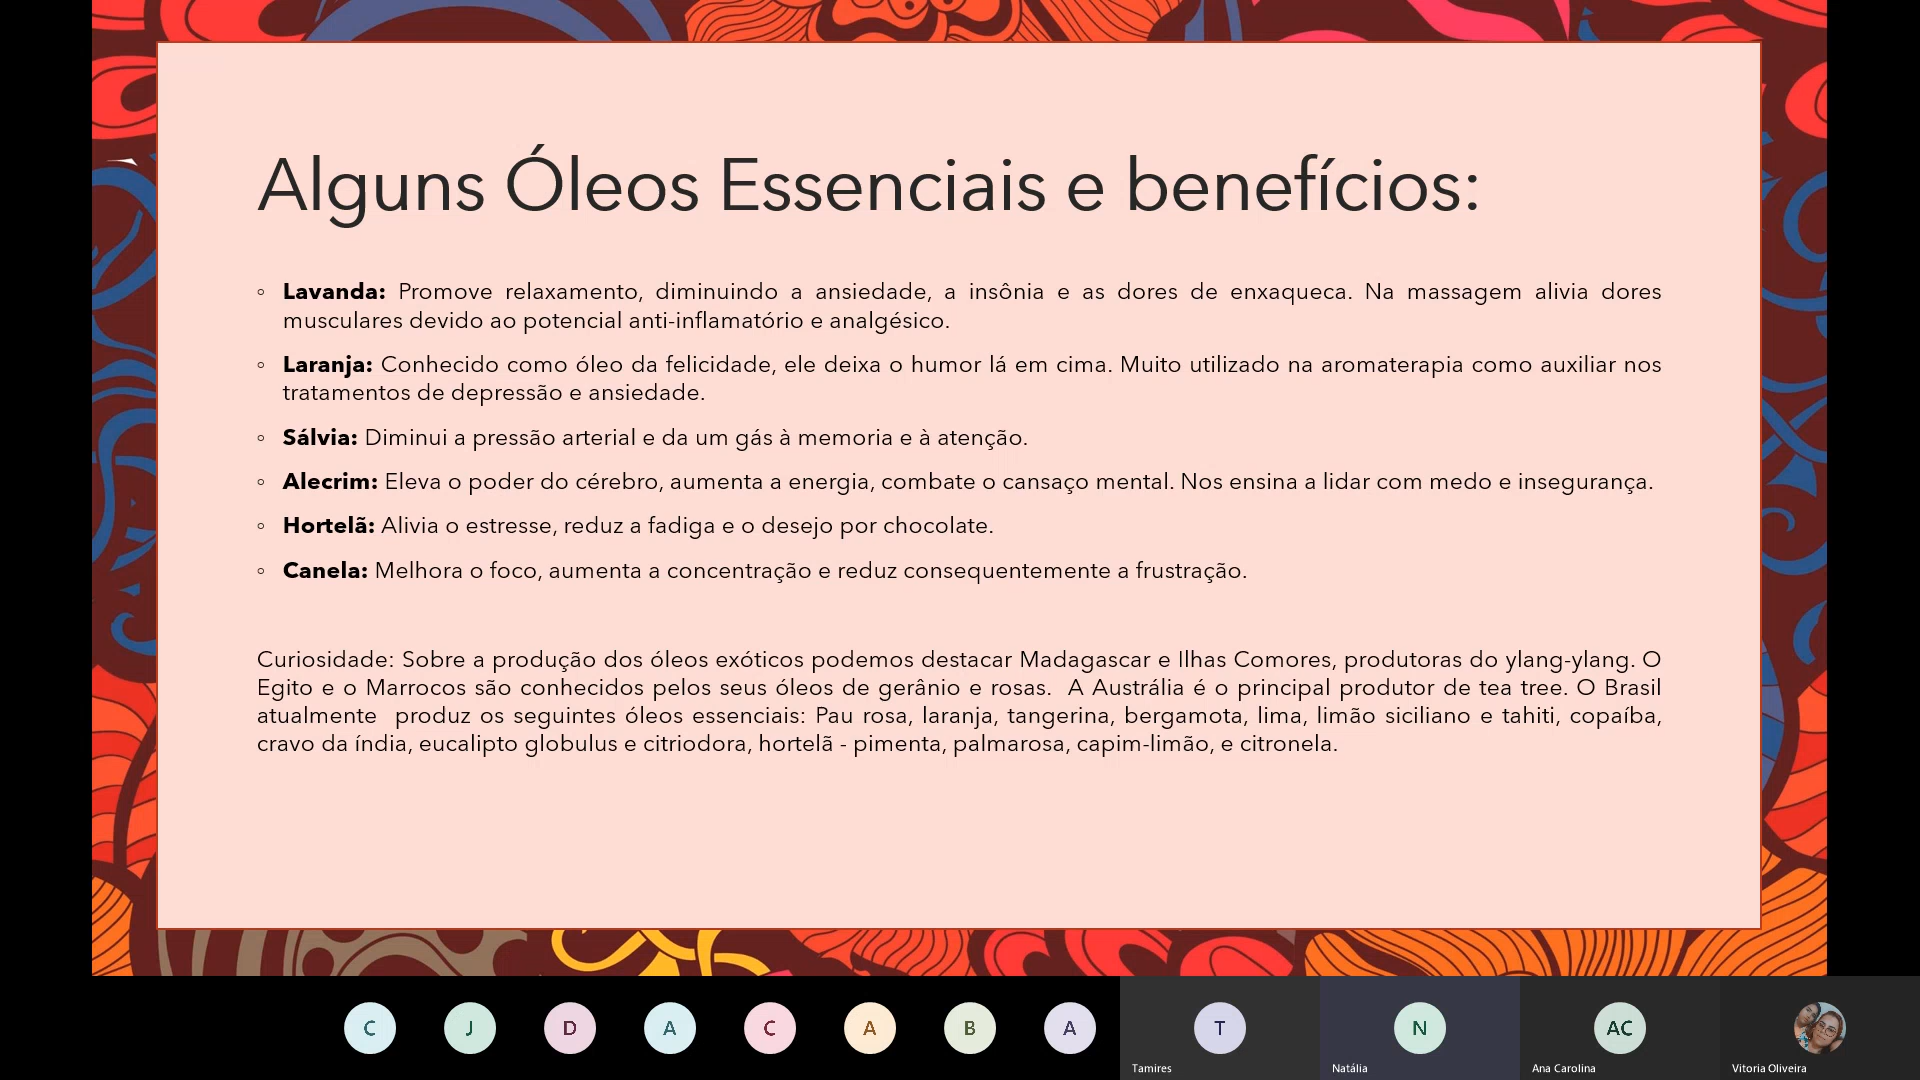 Alguns Óleos Essenciais e benefícios:
◦ Lavanda: Promove relaxamento, diminuindo a ansiedade, a insônia e as dores de enxaqueca. Na massagem alivia dores
musculares devido ao potencial anti-inflamatório e analgésico.
◦ Laranja: Conhecido como óleo da felicidade, ele deixa o humor lá em cima. Muito utilizado na aromaterapia como auxiliar nos
tratamentos de depressão e ansiedade.
◦ Sálvia: Diminui a pressão arterial e da um gás à memoria e à atenção.
◦ Alecrim: Eleva o poder do cérebro, aumenta a energia, combate o cansaço mental. Nos ensina a lidar com medo e insegurança.
◦ Hortelã: Alivia o estresse, reduz a fadiga e o desejo por chocolate.
◦ Canela: Melhora o foco, aumenta a concentração e reduz consequentemente a frustração.
Curiosidade: Sobre a produção dos óleos exóticos podemos destacar Madagascar e Ilhas Comores, produtoras do ylang-ylang. O
Egito e o Marrocos são conhecidos pelos seus óleos de gerânio e rosas.  A Austrália é o principal produtor de tea tree. O Brasil
atualmente  produz os seguintes óleos essenciais: Pau rosa, laranja, tangerina, bergamota, lima, limão siciliano e tahiti, copaíba,
cravo da índia, eucalipto globulus e citriodora, hortelã - pimenta, palmarosa, capim-limão, e citronela.
C J D A C A B A T N AC
Tamires Natália Ana Carolina Vitoria Oliveira